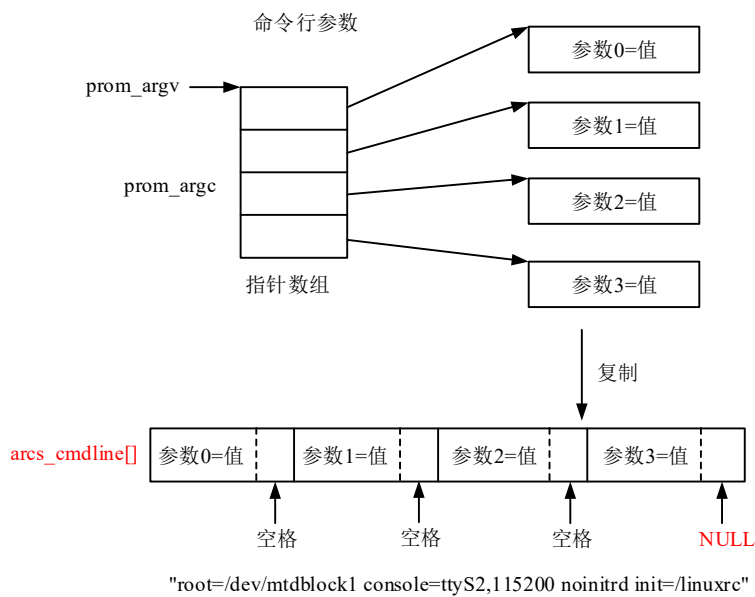 命令行参数
参数0=值
prom_argv
参数1=值
prom_argc
参数2=值
参数3=值
指针数组
复制
arcs_cmdline[] 参数0=值 参数1=值 参数2=值 参数3=值
空格 空格 空格 NULL
"root=/dev/mtdblock1 console=ttyS2,115200 noinitrd init=/linuxrc"